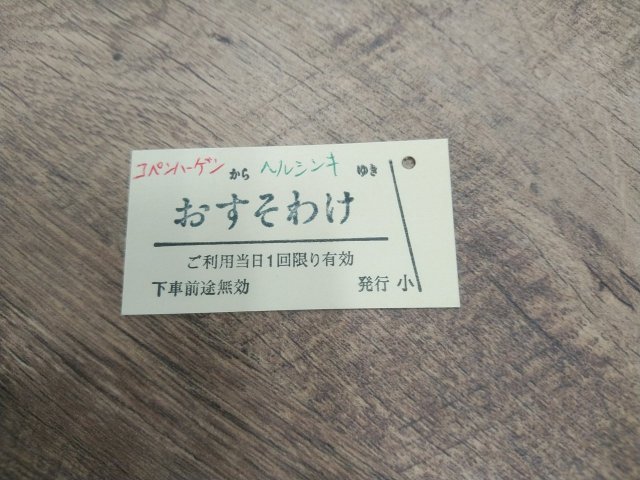 コペンハーゲン から ヘルシンキ ゆき
おすそわけ
ご利用当日1回限り有効
下車前途無効 発行 小